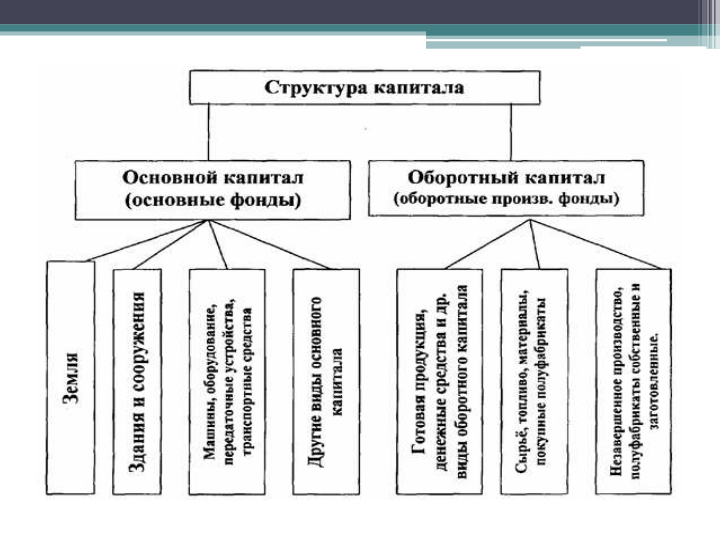 Структура капитала
Основной капитал
(основные фонды)
Оборотный капитал
(оборотные произв. фонды)
Земля
Здания и сооружения
Машины, оборудование,
передаточные устройства,
транспортные средства
Другие виды основного
капитала
Готовая продукция,
денежные средства и др.
виды оборотного капитала
Сырьё, топливо, материалы,
покупные полуфабрикаты
Незавершенное производство,
полуфабрикаты собственные и
заготовленные.